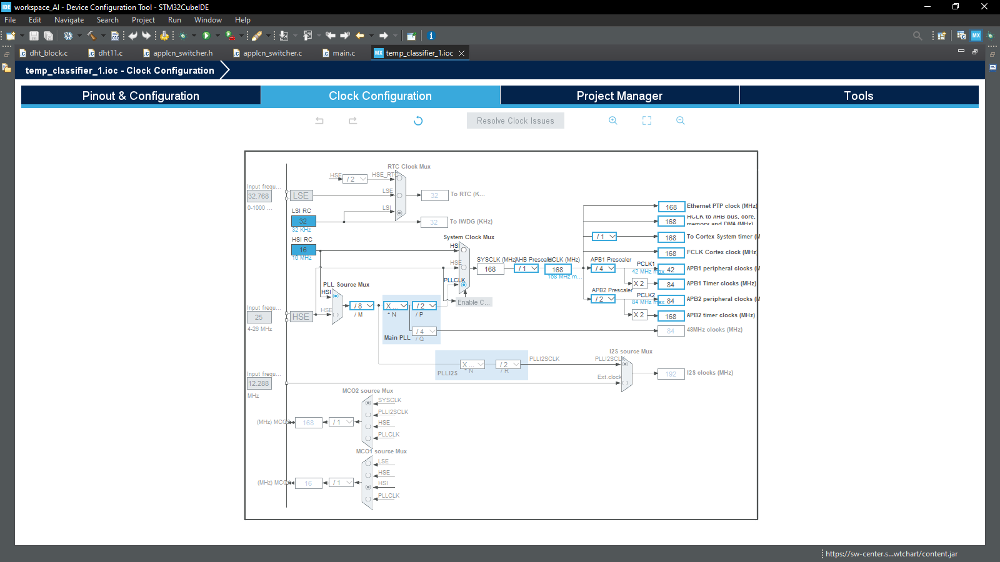 IDE workspace_AI - Device Configuration Tool - STM32CubeIDE
File Edit Navigate Search Project Run Window Help
dht_block.c dht11.c applcn_switcher.h applcn_switcher.c main.c MX temp_classifier_1.ioc
temp_classifier_1.ioc - Clock Configuration
Pinout & Configuration Clock Configuration Project Manager Tools
Resolve Clock Issues
RTC Clock Mux
HSE / 2 HSE_RTC
Input frequ...
32.768 LSE LSE 32 To RTC (K...
0-1000 ...
LSI RC LSI
32 32 To IWDG (KHz)
32 KHz
HSI RC
16
16 MHz
System Clock Mux
HSI
HSE
PLLCLK
Enable C...
SYSCLK (MHz) AHB Prescaler HCLK (MHz) APB1 Prescaler
168 / 1 168 / 4
168 MHz m...
168 Ethernet PTP clock (MHz)
168 HCLK to AHB bus, core,
memory and DMA (MHz)
/ 1 168 To Cortex System timer (M
168 FCLK Cortex clock (MHz)
PCLK1
42 MHz max 42 APB1 peripheral clocks (M
X 2 84 APB1 Timer clocks (MHz)
APB2 Prescaler PCLK2
/ 2 84 MHz max 84 APB2 peripheral clocks (M
X 2 168 APB2 timer clocks (MHz)
84 48MHz clocks (MHz)
PLL Source Mux
HSI
HSE
/ 8 X ... / 2
/ M * N / P
/ 4
Main PLL / Q
Input frequ...
25 HSE
4-26 MHz
I2S source Mux
X ... / 2 PLLI2SCLK PLLI2SCLK
PLLI2S * N / R
192 I2S clocks (MHz)
Input frequ...
12.288 Ext.clock
MHz
MCO2 source Mux
SYSCLK
PLLI2SCLK
(MHz) MCO2 168 / 1 HSE
PLLCLK
MCO1 source Mux
LSE
HSE
(MHz) MCO1 16 / 1 HSI
PLLCLK
https://sw-center.s...wtchart/content.jar